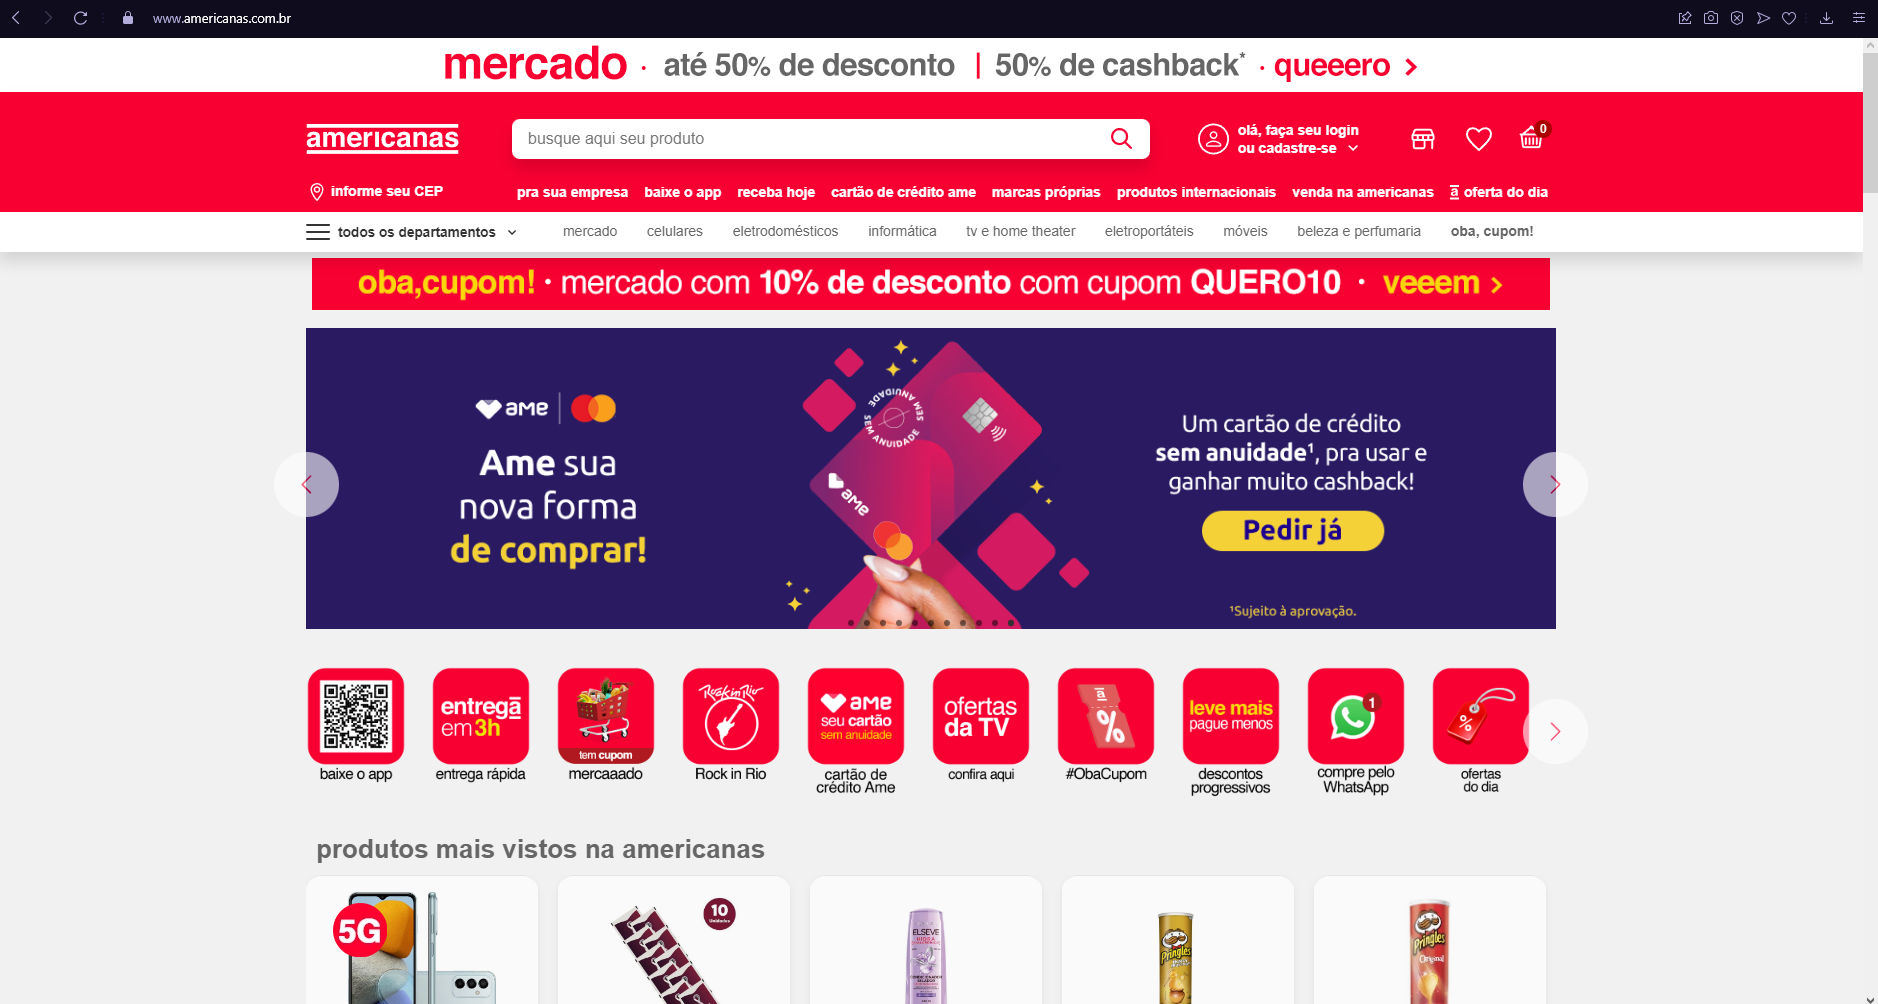 www.americanas.com.br
mercado · até 50% de desconto | 50% de cashback* · queeero >
americanas
busque aqui seu produto
olá, faça seu login
ou cadastre-se
0
informe seu CEP
pra sua empresa baixe o app receba hoje cartão de crédito ame marcas próprias produtos internacionais venda na americanas a oferta do dia
todos os departamentos mercado celulares eletrodomésticos informática tv e home theater eletroportáteis móveis beleza e perfumaria oba, cupom!
oba,cupom! · mercado com 10% de desconto com cupom QUERO10 · veeem >
ame
Ame sua
nova forma
de comprar!
SEM ANUIDADE
SEM ANUIDADE
ame
Um cartão de crédito
sem anuidade¹, pra usar e
ganhar muito cashback!
Pedir já
¹Sujeito à aprovação.
baixe o app
entrega
em 3h
entrega rápida
tem cupom
mercaaado
Rock in Rio
Rock in Rio
ame
seu cartão
sem anuidade
cartão de
crédito Ame
ofertas
da TV
confira aqui
a
%
#ObaCupom
leve mais
pague menos
descontos
progressivos
1
compre pelo
WhatsApp
%
ofertas
do dia
produtos mais vistos na americanas
5G
10
Unidades
ELSEVE
Pringles
Pringles
Original